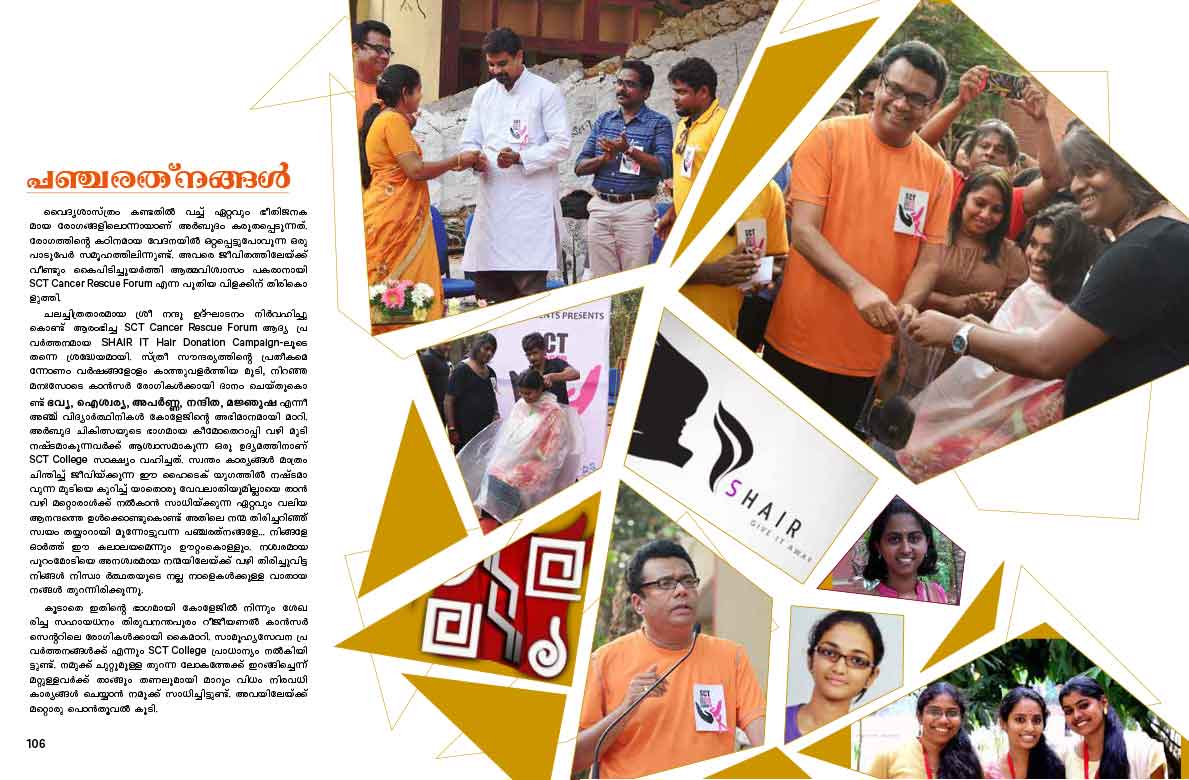 പഞ്ചരത്നങ്ങൾ
വൈദ്യശാസ്ത്രം കണ്ടതിൽ വച്ച് ഏറ്റവും ഭീതിജനക
മായ രോഗങ്ങളിലൊന്നായാണ് അർബുദം കരുതപ്പെടുന്നത്.
രോഗത്തിന്റെ കഠിനമായ വേദനയിൽ ഒറ്റപ്പെട്ടുപോവുന്ന ഒരു
പാടുപേർ സമൂഹത്തിലിന്നുണ്ട്. അവരെ ജീവിതത്തിലേയ്ക്ക്
വീണ്ടും കൈപിടിച്ചുയർത്തി ആത്മവിശ്വാസം പകരാനായി
SCT Cancer Rescue Forum എന്ന പുതിയ വിളക്കിന് തിരികൊ
ളുത്തി.
ചലച്ചിത്രതാരമായ ശ്രീ നന്ദു ഉദ്ഘാടനം നിർവഹിച്ചു
കൊണ്ട് ആരംഭിച്ച SCT Cancer Rescue Forum ആദ്യ പ്ര
വർത്തനമായ SHAIR IT Hair Donation Campaign-ലൂടെ
തന്നെ ശ്രദ്ധേയമായി. സ്ത്രീ സൗന്ദര്യത്തിന്റെ പ്രതീകമെ
ന്നോണം വർഷങ്ങളോളം കാത്തുവളർത്തിയ മുടി, നിറഞ്ഞ
മനസോടെ കാൻസർ രോഗികൾക്കായി ദാനം ചെയ്തുകൊ
ണ്ട് ഭവ്യ, ഐശ്വര്യ, അപർണ്ണ, നന്ദിത, മഞ്ജുഷ എന്നീ
അഞ്ച് വിദ്യാർത്ഥിനികൾ കോളേജിന്റെ അഭിമാനമായി മാറി.
അർബുദ ചികിത്സയുടെ ഭാഗമായ കീമോതെറാപ്പി വഴി മുടി
നഷ്ടമാകുന്നവർക്ക് ആശ്വാസമാകുന്ന ഒരു ഉദ്യമത്തിനാണ്
SCT College സാക്ഷ്യം വഹിച്ചത്. സ്വന്തം കാര്യങ്ങൾ മാത്രം
ചിന്തിച്ച് ജീവിയ്ക്കുന്ന ഈ ഹൈടെക് യുഗത്തിൽ നഷ്ടമാ
വുന്ന മുടിയെ കുറിച്ച് യാതൊരു വേവലാതിയുമില്ലായെ താൻ
വഴി മറ്റൊരാൾക്ക് നൽകാൻ സാധിയ്ക്കുന്ന ഏറ്റവും വലിയ
ആനന്ദത്തെ ഉൾക്കൊണ്ടുകൊണ്ട് അതിലെ നന്മ തിരിച്ചറിഞ്ഞ്
സ്വയം തയ്യാറായി മുന്നോട്ടുവന്ന പഞ്ചരത്നങ്ങളേ... നിങ്ങളേ
ഓർത്ത് ഈ കലാലയമെന്നും ഊറ്റംകൊള്ളും. നശ്വരമായ
പുറംമോടിയെ അനശ്വരമായ നന്മയിലേയ്ക്ക് വഴി തിരിച്ചുവിട്ട
നിങ്ങൾ നിസ്വാ ർത്ഥതയുടെ നല്ല നാളെകൾക്കുള്ള വാതായ
നങ്ങൾ തുറന്നിരിക്കുന്നു.
കൂടാതെ ഇതിന്റെ ഭാഗമായി കോളേജിൽ നിന്നും ശേഖ
രിച്ച സഹായധനം തിരുവനന്തപുരം റീജീയണൽ കാൻസർ
സെന്ററിലെ രോഗികൾക്കായി കൈമാറി. സാമൂഹ്യസേവന പ്ര
വർത്തനങ്ങൾക്ക് എന്നും SCT College പ്രാധാന്യം നൽകിയി
ട്ടുണ്ട്. നമുക്ക് ചുറ്റുമുള്ള തുറന്ന ലോകത്തേക്ക് ഇറങ്ങിച്ചെന്ന്
മറ്റുള്ളവർക്ക് താങ്ങും തണലുമായി മാറും വിധം നിരവധി
കാര്യങ്ങൾ ചെയ്യാൻ നമുക്ക് സാധിച്ചിട്ടുണ്ട്. അവയിലേയ്ക്ക്
മറ്റൊരു പൊൻതൂവൽ കൂടി.
106
ENTS PRESENTS
SCT
SCT
SCT
SHAIR
GIVE IT AWAY
SCT